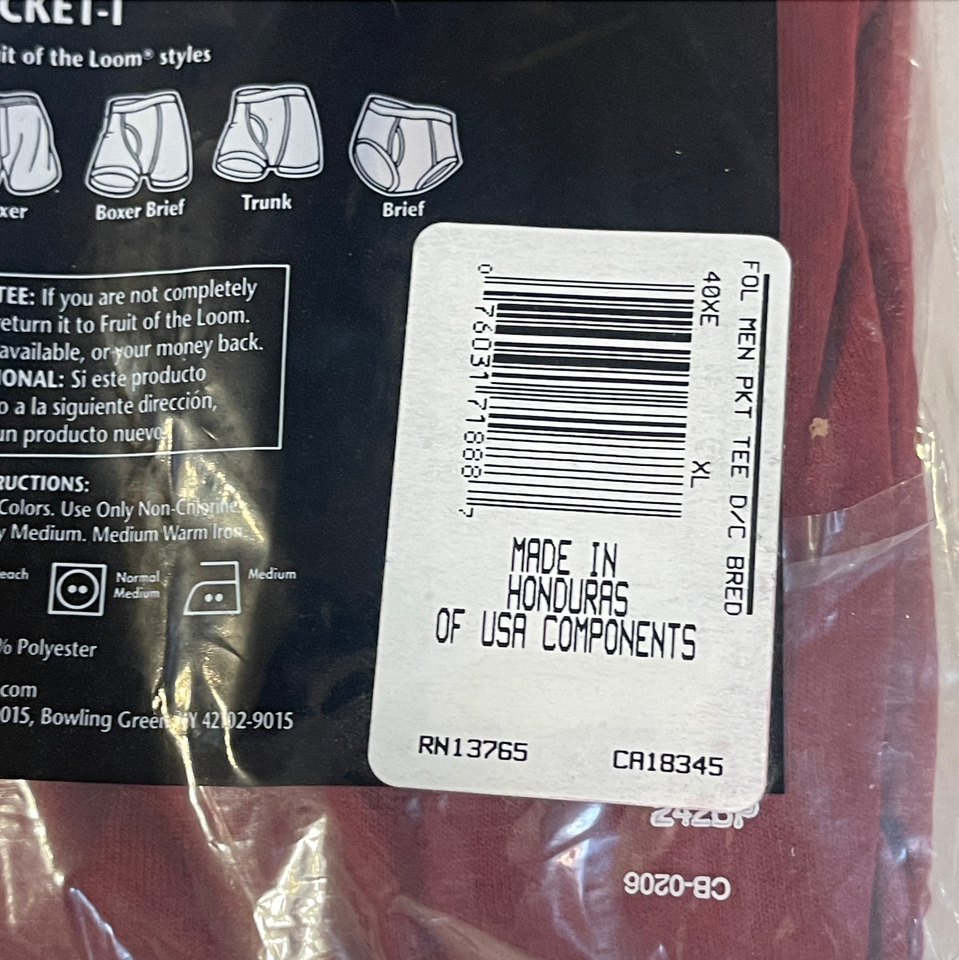 CKET-T
it of the Loom® styles
xer
Boxer Brief
Trunk
Brief
TEE: If you are not completely
eturn it to Fruit of the Loom.
available, or your money back.
IONAL: Si este producto
o a la siguiente dirección,
un producto nuevo
RUCTIONS:
Colors. Use Only Non-Chlorine
y Medium. Medium Warm Iron.
each
Normal
Medium
Medium
% Polyester
com
015, Bowling Green KY 42102-9015
FOL MEN PKT TEE D/C BRED
40XE
XL
0 76031 71888 7
MADE IN
HONDURAS
OF USA COMPONENTS
RN13765
CA18345
CB-0206